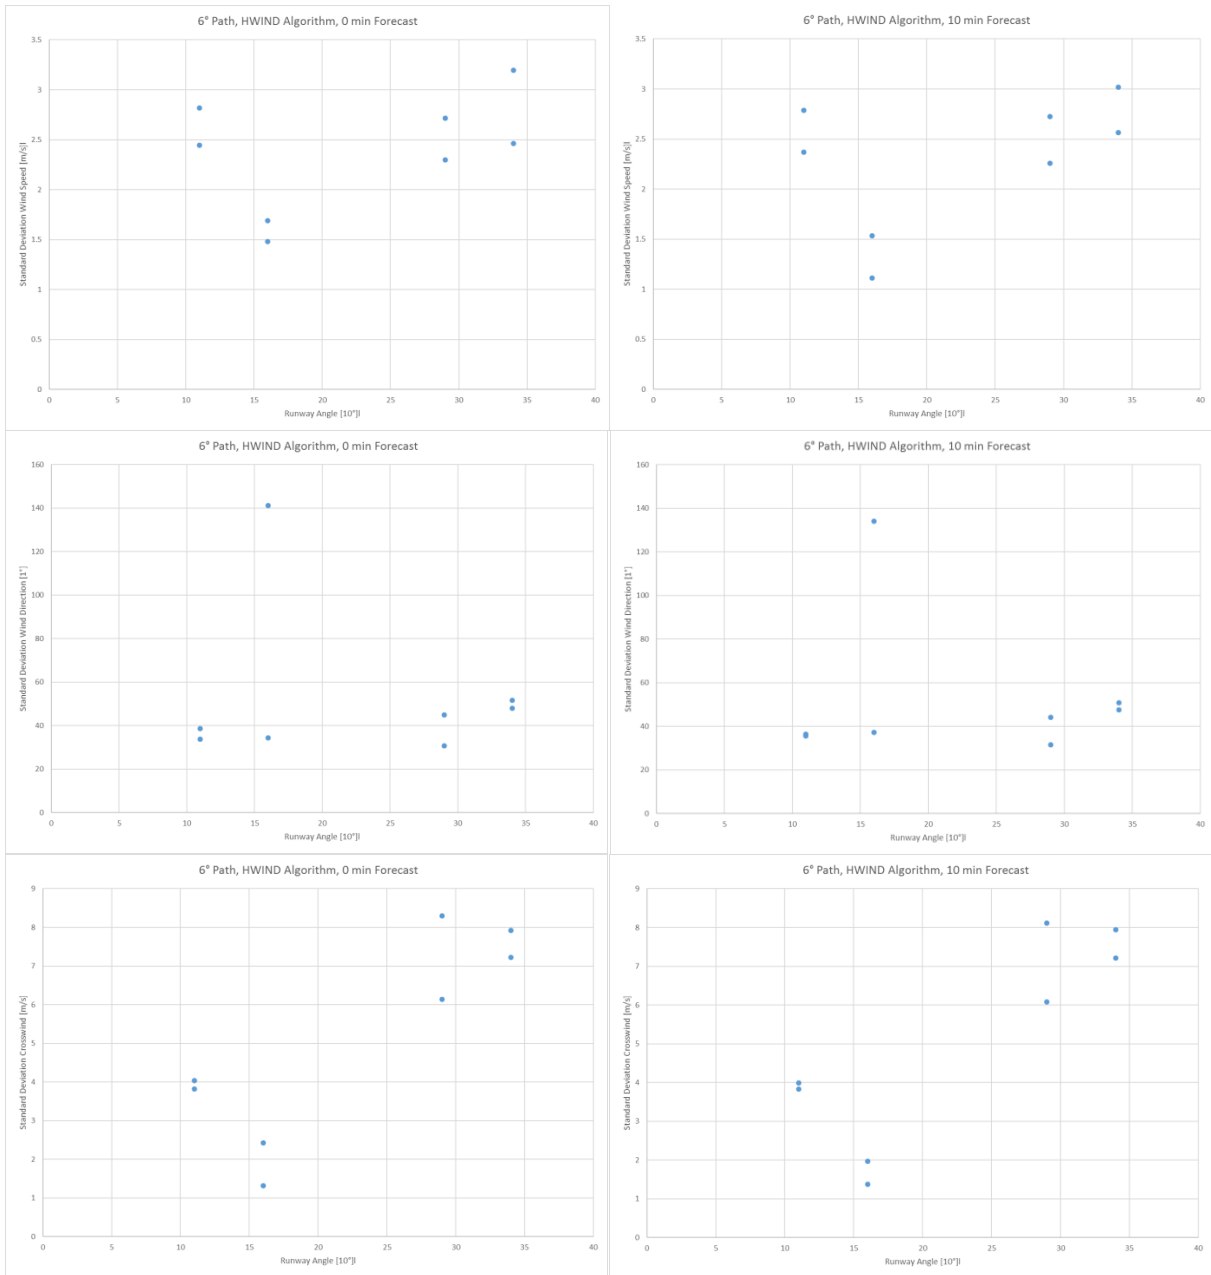 6° Path, HWIND Algorithm, 0 min Forecast
3.5
3
2.5
2
1.5
1
0.5
0
Standard Deviation Wind Speed [m/s]l
0 5 10 15 20 25 30 35 40
Runway Angle [10°]l
6° Path, HWIND Algorithm, 10 min Forecast
3.5
3
2.5
2
1.5
1
0.5
0
Standard Deviation Wind Speed [m/s]l
0 5 10 15 20 25 30 35 40
Runway Angle [10°]l
6° Path, HWIND Algorithm, 0 min Forecast
160
140
120
100
80
60
40
20
0
Standard Deviation Wind Direction [1°]
0 5 10 15 20 25 30 35 40
Runway Angle [10°]l
6° Path, HWIND Algorithm, 10 min Forecast
160
140
120
100
80
60
40
20
0
Standard Deviation Wind Direction [1°]
0 5 10 15 20 25 30 35 40
Runway Angle [10°]l
6° Path, HWIND Algorithm, 0 min Forecast
9
8
7
6
5
4
3
2
1
0
Standard Deviation Crosswind [m/s]
0 5 10 15 20 25 30 35 40
Runway Angle [10°]l
6° Path, HWIND Algorithm, 10 min Forecast
9
8
7
6
5
4
3
2
1
0
Standard Deviation Crosswind [m/s]
0 5 10 15 20 25 30 35 40
Runway Angle [10°]l